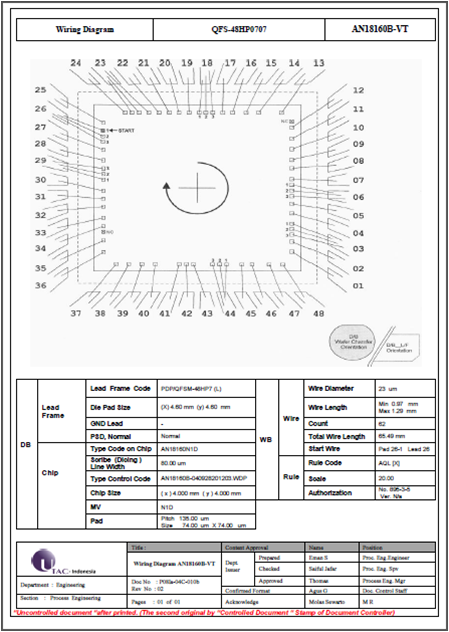 Wiring Diagram QFS-48HP0707 AN18160B-VT
24 23 22 21 20 19 18 17 16 15 14 13
25 12
26 11
27 START NC 10
28 09
29 08
30 07
31 06
32 05
33 NC 04
34 03
35 02
36 01
37 38 39 40 41 42 43 44 45 46 47 48
Wafer Chandle
Orientation
Orientation
DB
Lead Frame
Lead Frame Code PDP/QFSM-48HP7 (L)
Die Pad Size (X) 4.60 mm (y) 4.60 mm
GND Lead -
PSD, Normal Normal
Chip
Type Code on Chip AN18160N1D
Scribe (Dicing ) Line Width 80.00 um
Type Control Code AN18160B-040928201203.WDP
Chip Size ( x ) 4.000 mm ( y ) 4.000 mm
MV N1D
Pad Pitch 135.00 um
Size 74.00 um X 74.00 um
WB
Wire
Wire Diameter 23 um
Wire Length Min 0.97 mm
Max 1.29 mm
Count 62
Total Wire Length 65.49 mm
Start Wire Pad 26-1 Lead 26
Rule
Rule Code AQL [X]
Scale 20.00
Authorization No. 895-3-5
Ver. N/a
UTAC-Indonesia
Department : Engineering
Section : Process Engineering
Title :
Wiring Diagram AN18160B-VT
Doc No : P08Ia-04C-010b
Rev No : 02
Pages : 01 of 01
Content Approval Name Position
Dept. Issuer
Prepared Eman S Proc. Eng.Engineer
Checked Saiful Jafar Proc. Eng. Spv
Approved Thomas Process Eng. Mgr
Confirmed Format Agus G Doc. Control Staff
Acknowledge Molas Sewarto M R
"Uncontrolled document "after printed. (The second original by "Controlled Document " Stamp of Document Controller)